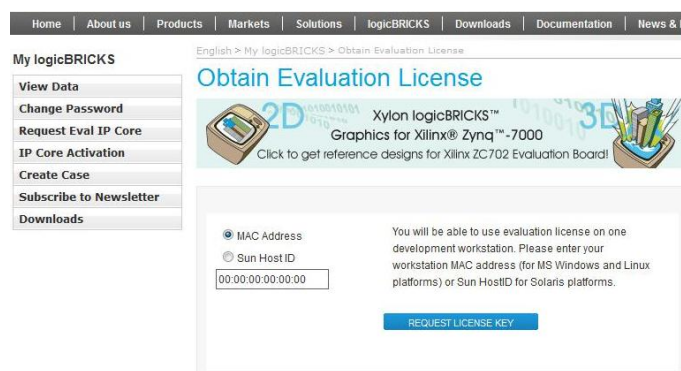 Home | About us | Products | Markets | Solutions | logicBRICKS | Downloads | Documentation | News &
My logicBRICKS
View Data
Change Password
Request Eval IP Core
IP Core Activation
Create Case
Subscribe to Newsletter
Downloads
English > My logicBRICKS > Obtain Evaluation License
Obtain Evaluation License
2D
3D
Xylon logicBRICKS™
Graphics for Xilinx® Zynq™-7000
Click to get reference designs for Xilinx ZC702 Evaluation Board!
MAC Address
Sun Host ID
00:00:00:00:00:00
You will be able to use evaluation license on one
development workstation. Please enter your
workstation MAC address (for MS Windows and Linux
platforms) or Sun HostID for Solaris platforms.
REQUEST LICENSE KEY